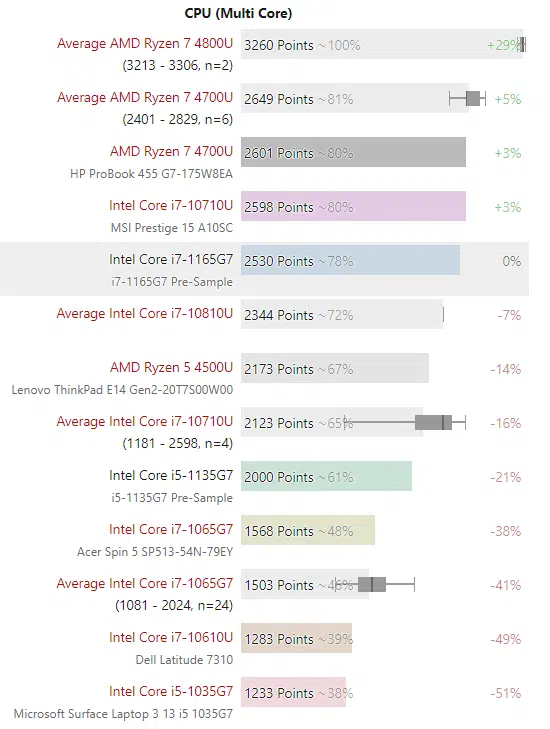 CPU (Multi Core)
Average AMD Ryzen 7 4800U 3260 Points ~100% +29%
(3213 - 3306, n=2)
Average AMD Ryzen 7 4700U 2649 Points ~81% +5%
(2401 - 2829, n=6)
AMD Ryzen 7 4700U 2601 Points ~80% +3%
HP ProBook 455 G7-175W8EA
Intel Core i7-10710U 2598 Points ~80% +3%
MSI Prestige 15 A10SC
Intel Core i7-1165G7 2530 Points ~78% 0%
i7-1165G7 Pre-Sample
Average Intel Core i7-10810U 2344 Points ~72% -7%
AMD Ryzen 5 4500U 2173 Points ~67% -14%
Lenovo ThinkPad E14 Gen2-20T7S00W00
Average Intel Core i7-10710U 2123 Points ~65% -16%
(1181 - 2598, n=4)
Intel Core i5-1135G7 2000 Points ~61% -21%
i5-1135G7 Pre-Sample
Intel Core i7-1065G7 1568 Points ~48% -38%
Acer Spin 5 SP513-54N-79EY
Average Intel Core i7-1065G7 1503 Points ~46% -41%
(1081 - 2024, n=24)
Intel Core i7-10610U 1283 Points ~39% -49%
Dell Latitude 7310
Intel Core i5-1035G7 1233 Points ~38% -51%
Microsoft Surface Laptop 3 13 i5 1035G7